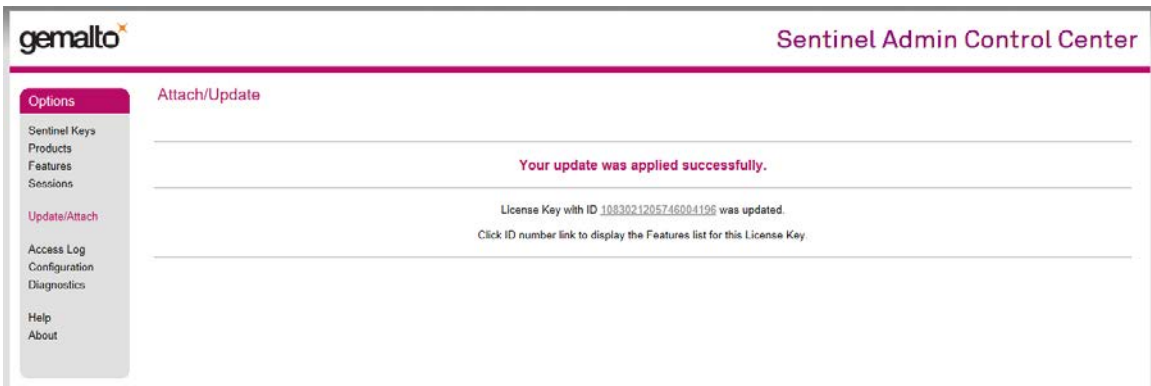 gemalto
Sentinel Admin Control Center
Options
Sentinel Keys
Products
Features
Sessions
Update/Attach
Access Log
Configuration
Diagnostics
Help
About
Attach/Update
Your update was applied successfully.
License Key with ID 1083021205746004196 was updated.
Click ID number link to display the Features list for this License Key.